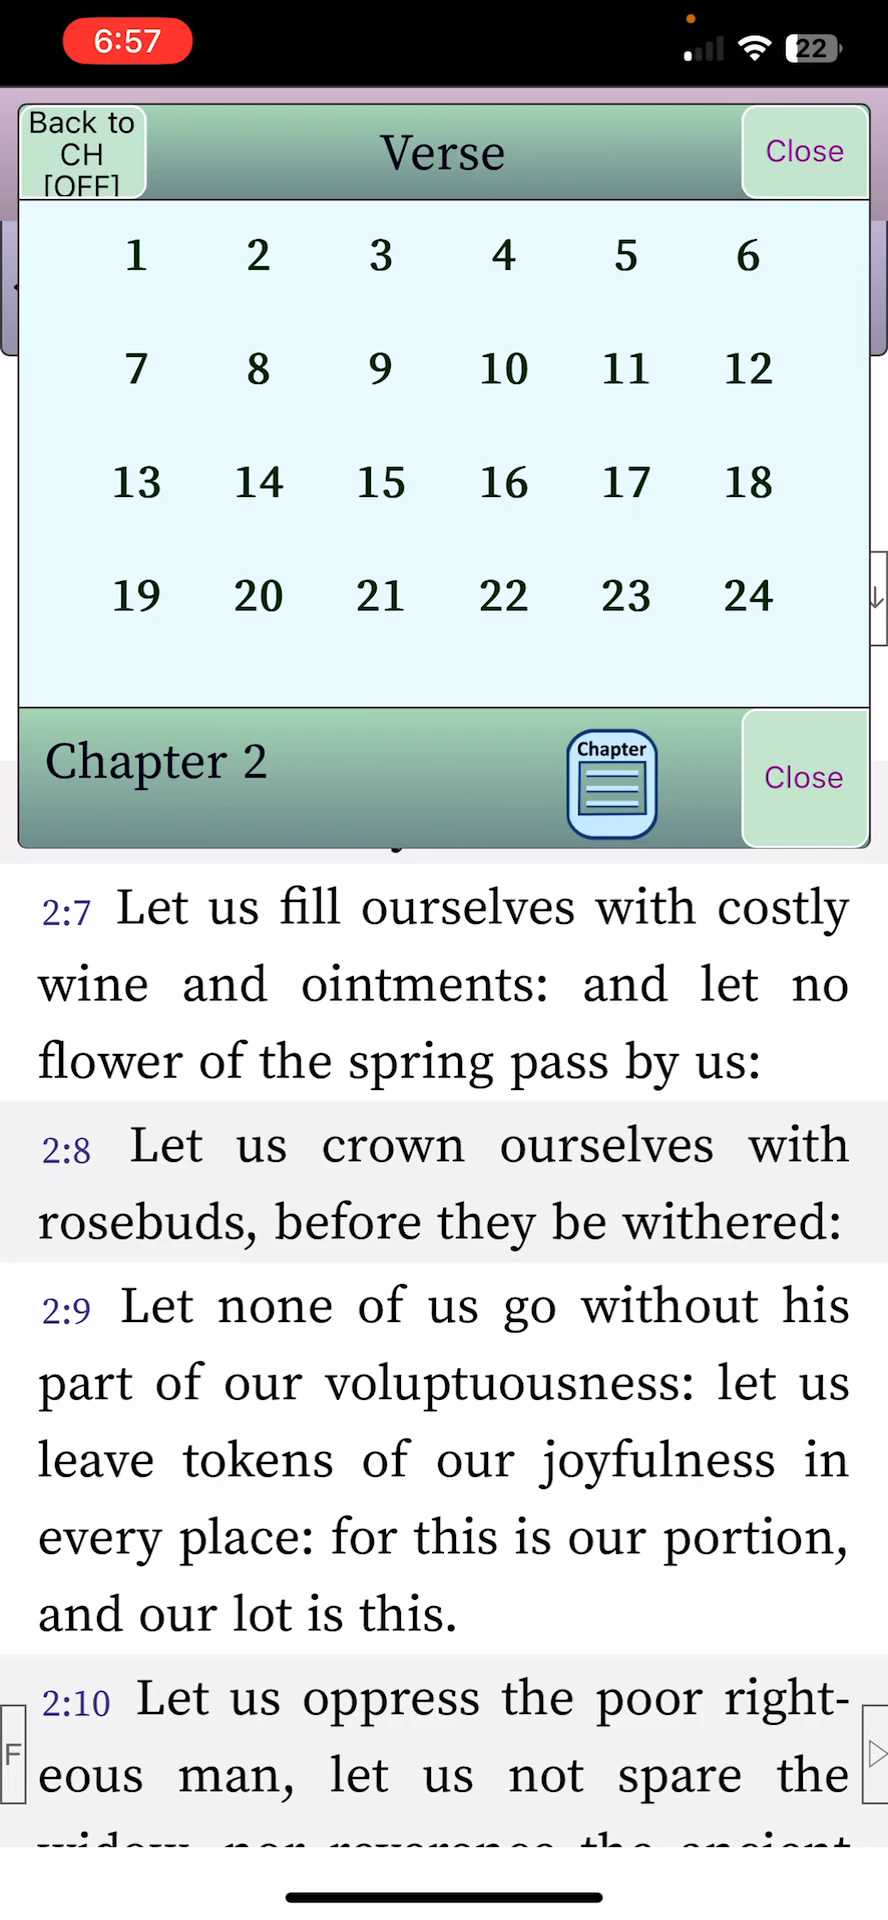 6:57
22
Back to
CH
[OFF]
Verse
Close
1 2 3 4 5 6
7 8 9 10 11 12
13 14 15 16 17 18
19 20 21 22 23 24
Chapter 2
Chapter
Close
2:7 Let us fill ourselves with costly
wine and ointments: and let no
flower of the spring pass by us:
2:8 Let us crown ourselves with
rosebuds, before they be withered:
2:9 Let none of us go without his
part of our voluptuousness: let us
leave tokens of our joyfulness in
every place: for this is our portion,
and our lot is this.
2:10 Let us oppress the poor right-
F
eous man, let us not spare the
widow, nor reverence the ancient